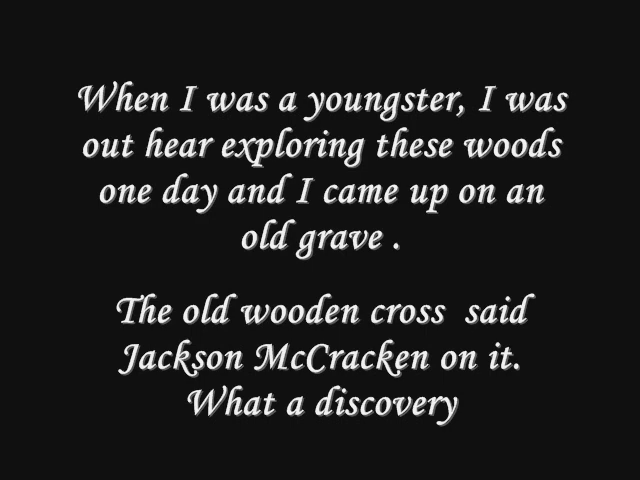 When I was a youngster, I was
out hear exploring these woods
one day and I came up on an
old grave .
The old wooden cross  said
Jackson McCracken on it.
What a discovery